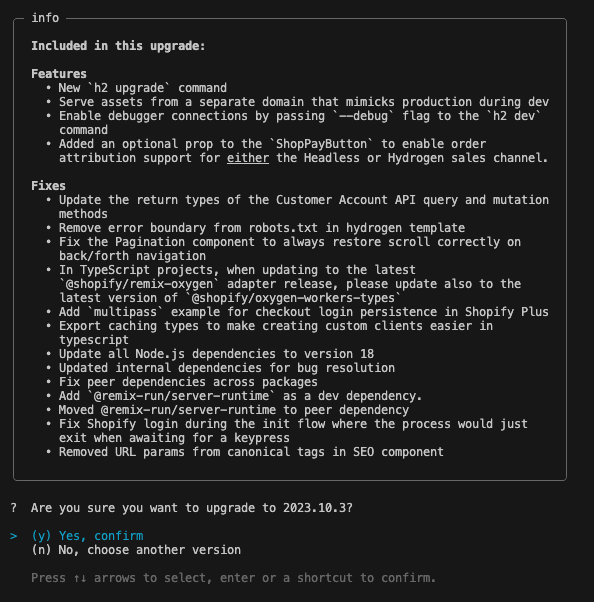 info
Included in this upgrade:
Features
• New `h2 upgrade` command
• Serve assets from a separate domain that mimicks production during dev
• Enable debugger connections by passing `--debug` flag to the `h2 dev`
command
• Added an optional prop to the `ShopPayButton` to enable order
attribution support for either the Headless or Hydrogen sales channel.
Fixes
• Update the return types of the Customer Account API query and mutation
methods
• Remove error boundary from robots.txt in hydrogen template
• Fix the Pagination component to always restore scroll correctly on
back/forth navigation
• In TypeScript projects, when updating to the latest
`@shopify/remix-oxygen` adapter release, please update also to the
latest version of `@shopify/oxygen-workers-types`
• Add `multipass` example for checkout login persistence in Shopify Plus
• Export caching types to make creating custom clients easier in
typescript
• Update all Node.js dependencies to version 18
• Updated internal dependencies for bug resolution
• Fix peer dependencies across packages
• Add `@remix-run/server-runtime` as a dev dependency.
• Moved @remix-run/server-runtime to peer dependency
• Fix Shopify login during the init flow where the process would just
exit when awaiting for a keypress
• Removed URL params from canonical tags in SEO component
? Are you sure you want to upgrade to 2023.10.3?
> (y) Yes, confirm
(n) No, choose another version
Press ↑↓ arrows to select, enter or a shortcut to confirm.